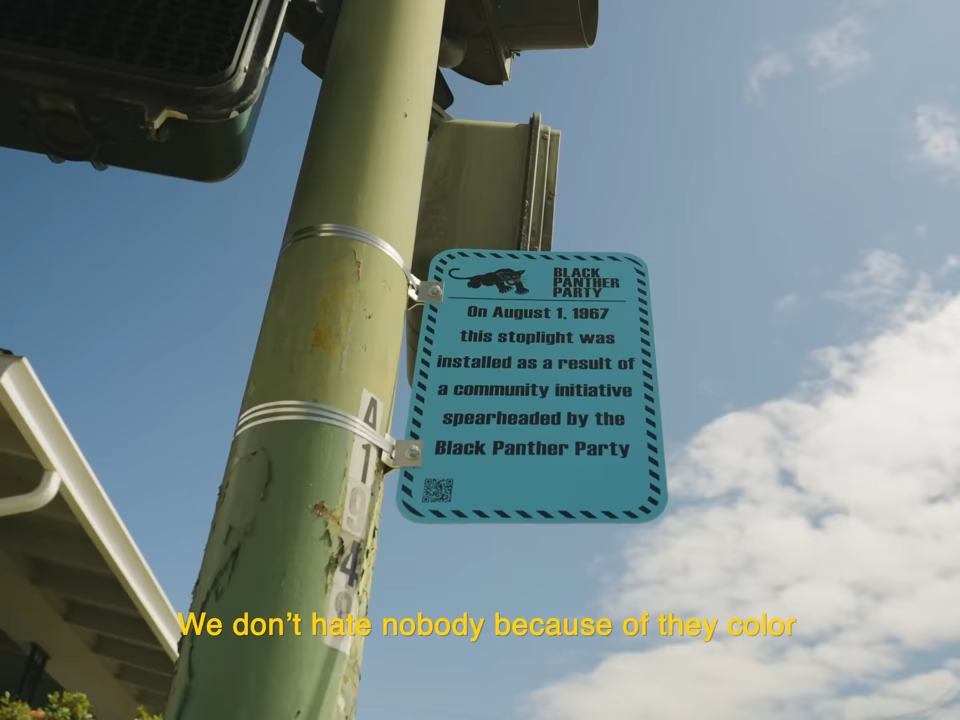 BLACK
PANTHER
PARTY
On August 1, 1967
this stoplight was
installed as a result of
a community initiative
spearheaded by the
Black Panther Party
A
1
9
4
We don't hate nobody because of they color